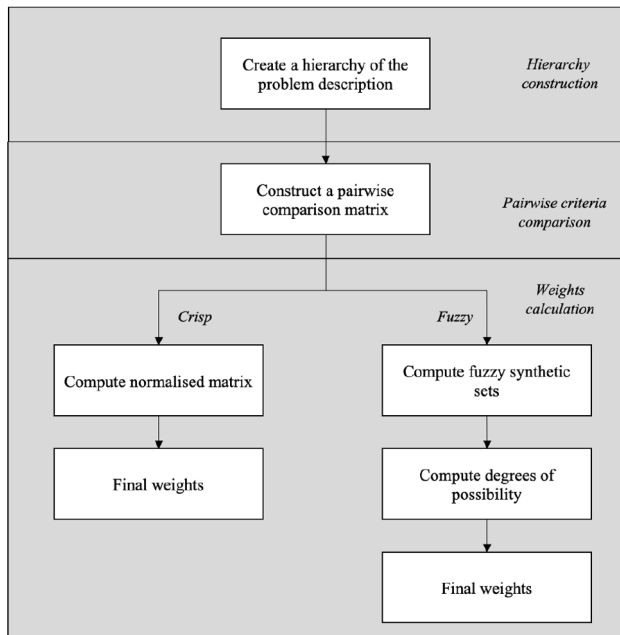 Create a hierarchy of the
problem description
Hierarchy
construction
Construct a pairwise
comparison matrix
Pairwise criteria
comparison
Weights
calculation
Crisp
Fuzzy
Compute normalised matrix
Compute fuzzy synthetic
sets
Final weights
Compute degrees of
possibility
Final weights